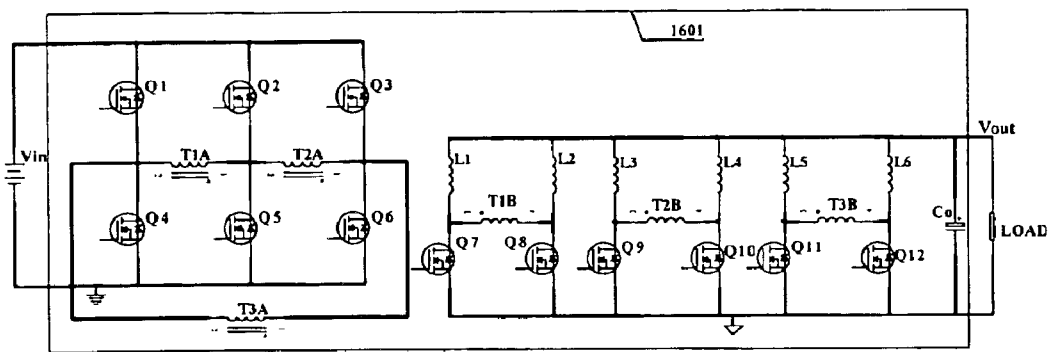 1601
Q1 Q2 Q3
Vout
Vin
T1A T2A
L1 L2 L3 L4 L5 L6
T1B T2B T3B
Co
LOAD
Q4 Q5 Q6
Q7 Q8 Q9 Q10 Q11 Q12
T3A